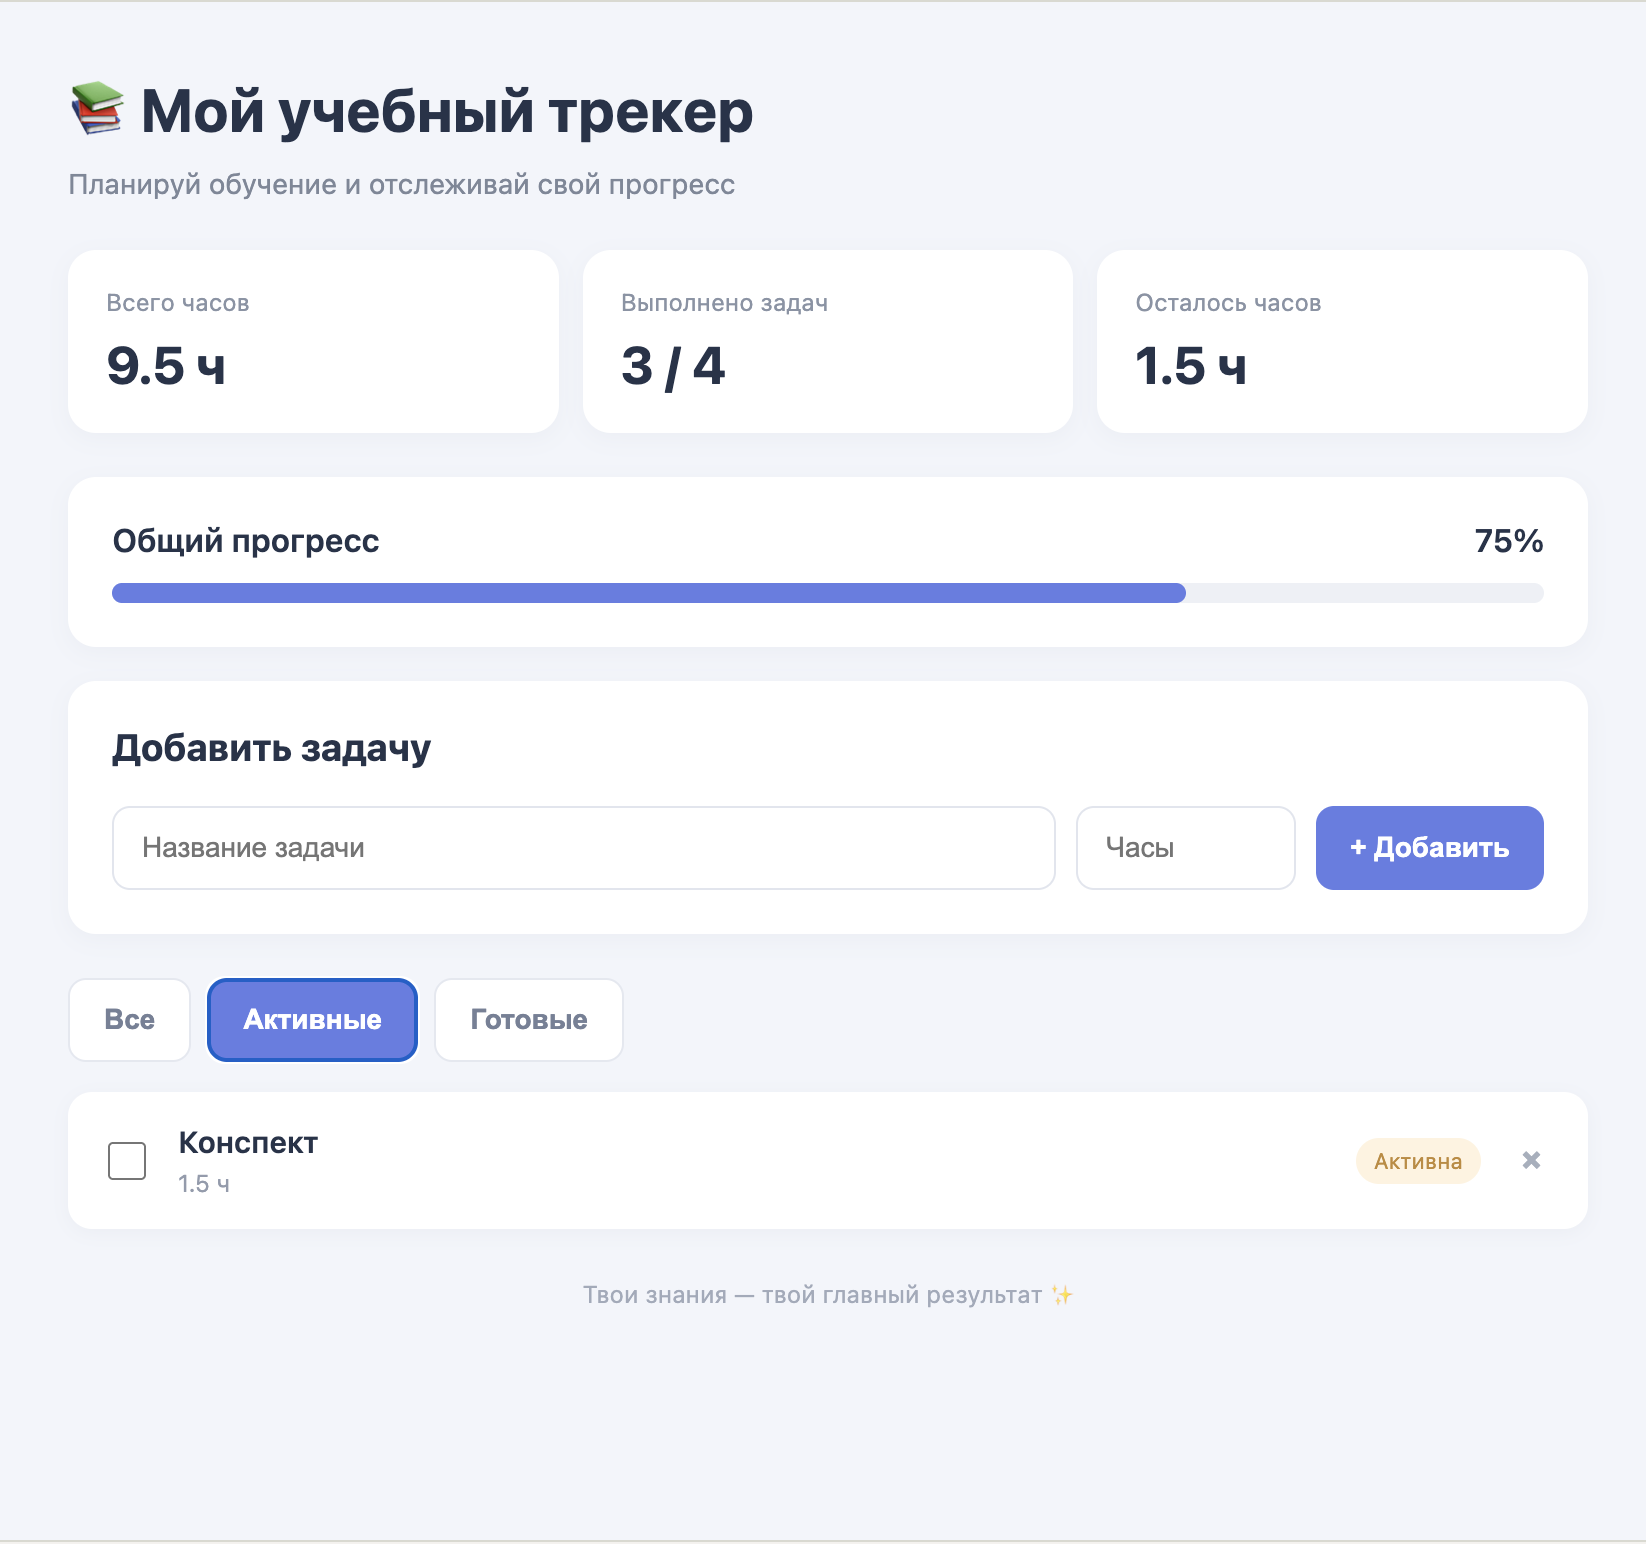 📚 Мой учебный трекер
Планируй обучение и отслеживай свой прогресс
Всего часов
9.5 ч
Выполнено задач
3 / 4
Осталось часов
1.5 ч
Общий прогресс 75%
Добавить задачу
Название задачи Часы + Добавить
Все Активные Готовые
Конспект
1.5 ч
Активна ✖
Твои знания — твой главный результат ✨